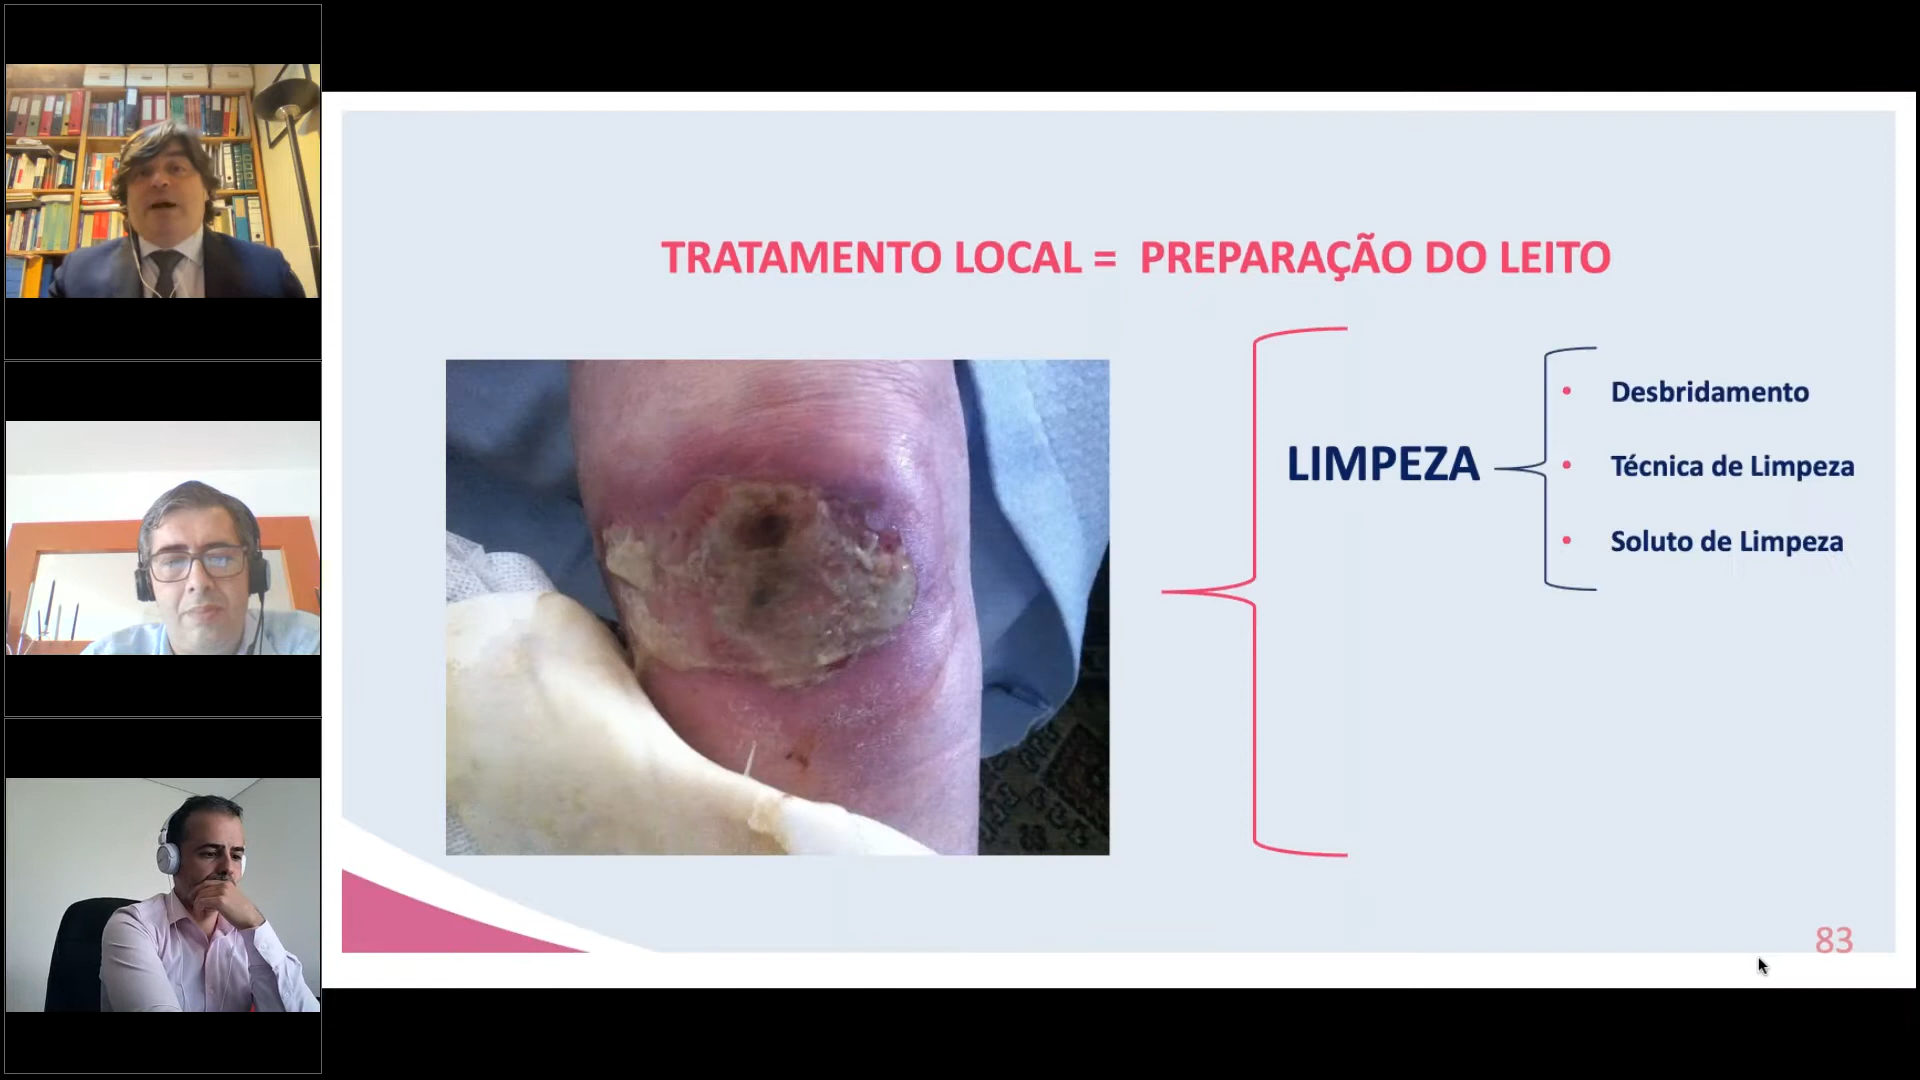 TRATAMENTO LOCAL = PREPARAÇÃO DO LEITO
LIMPEZA
• Desbridamento
• Técnica de Limpeza
• Soluto de Limpeza
83